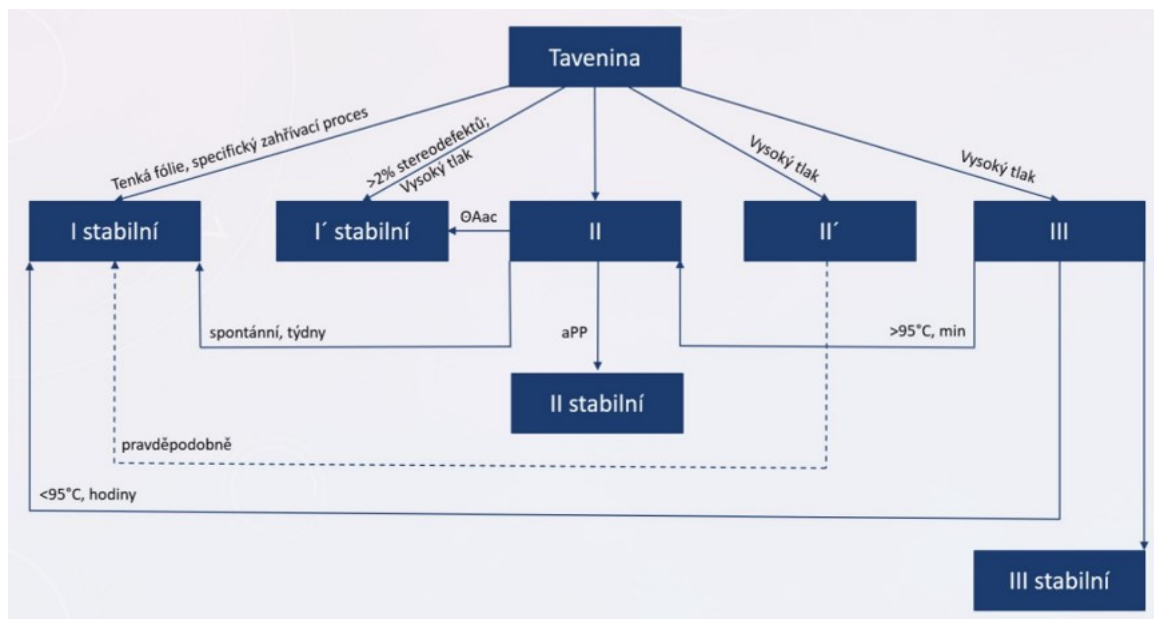 Tavenina
Tenká fólie, specifický zahřívací proces
>2% stereodefektů;
Vysoký tlak
Vysoký tlak
Vysoký tlak
I stabilní
I´ stabilní
ΘAac
II
II´
III
spontánní, týdny
aPP
>95°C, min
II stabilní
pravděpodobně
<95°C, hodiny
III stabilní